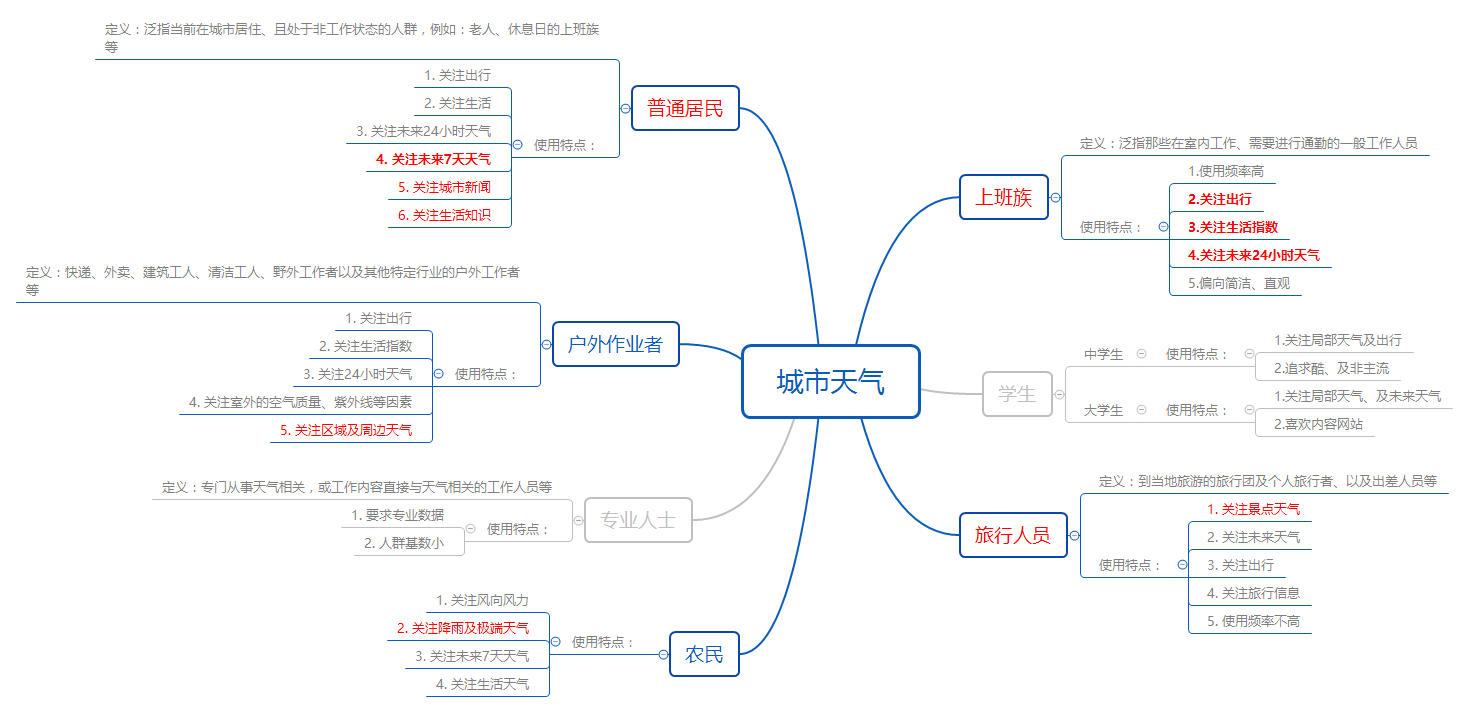 城市天气
普通居民
定义：泛指当前在城市居住、且处于非工作状态的人群，例如：老人、休息日的上班族
等
使用特点：
1. 关注出行
2. 关注生活
3. 关注未来24小时天气
4. 关注未来7天天气
5. 关注城市新闻
6. 关注生活知识
户外作业者
定义：快递、外卖、建筑工人、清洁工人、野外工作者以及其他特定行业的户外工作者
等
使用特点：
1. 关注出行
2. 关注生活指数
3. 关注24小时天气
4. 关注室外的空气质量、紫外线等因素
5. 关注区域及周边天气
专业人士
定义：专门从事天气相关，或工作内容直接与天气相关的工作人员等
使用特点：
1. 要求专业数据
2. 人群基数小
农民
使用特点：
1. 关注风向风力
2. 关注降雨及极端天气
3. 关注未来7天天气
4. 关注生活天气
上班族
定义：泛指那些在室内工作、需要进行通勤的一般工作人员
使用特点：
1.使用频率高
2.关注出行
3.关注生活指数
4.关注未来24小时天气
5.偏向简洁、直观
学生
中学生
使用特点：
1.关注局部天气及出行
2.追求酷、及非主流
大学生
使用特点：
1.关注局部天气、及未来天气
2.喜欢内容网站
旅行人员
定义：到当地旅游的旅行团及个人旅行者、以及出差人员等
使用特点：
1. 关注景点天气
2. 关注未来天气
3. 关注出行
4. 关注旅行信息
5. 使用频率不高